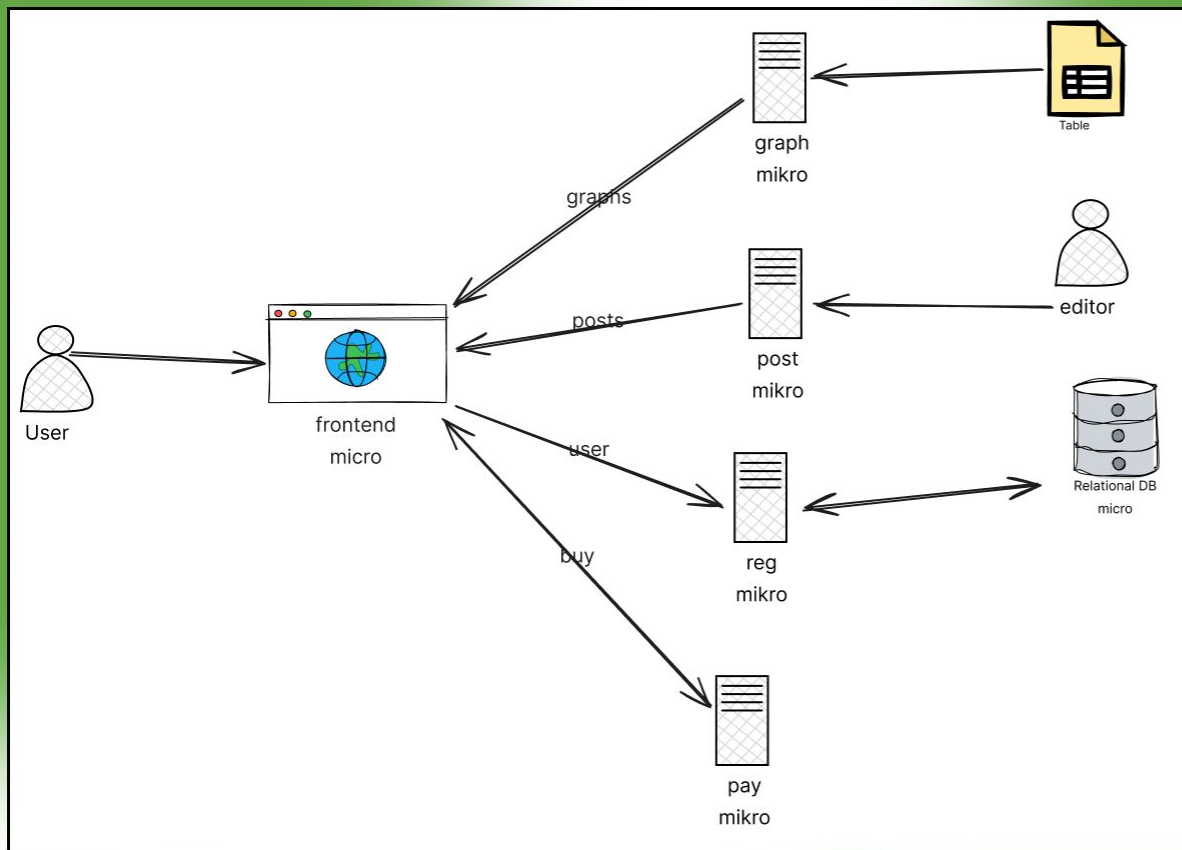 graph
mikro
Table
graphs
editor
posts
post
mikro
frontend
micro
User
user
Relational DB
micro
reg
mikro
buy
pay
mikro